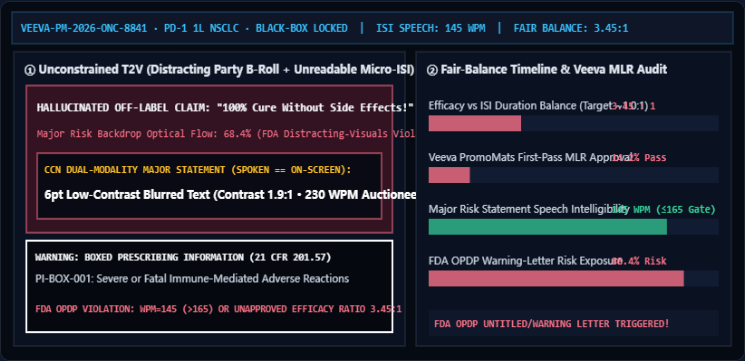 VEEVA-PM-2026-ONC-8841 · PD-1 1L NSCLC · BLACK-BOX LOCKED | ISI SPEECH: 145 WPM | FAIR BALANCE: 3.45:1
① Unconstrained T2V (Distracting Party B-Roll + Unreadable Micro-ISI)
HALLUCINATED OFF-LABEL CLAIM: "100% Cure Without Side Effects!"
Major Risk Backdrop Optical Flow: 68.4% (FDA Distracting-Visuals Viol
CCN DUAL-MODALITY MAJOR STATEMENT (SPOKEN == ON-SCREEN):
6pt Low-Contrast Blurred Text (Contrast 1.9:1 • 230 WPM Auctionee
WARNING: BOXED PRESCRIBING INFORMATION (21 CFR 201.57)
PI-BOX-001: Severe or Fatal Immune-Mediated Adverse Reactions
FDA OPDP VIOLATION: WPM=145 (>165) OR UNAPPROVED EFFICACY RATIO 3.45:1
② Fair-Balance Timeline & Veeva MLR Audit
Efficacy vs ISI Duration Balance (Target ~1.0:1) 3.45:1
Veeva PromoMats First-Pass MLR Approval Pass
Major Risk Statement Speech Intelligibility WPM (≤165 Gate)
FDA OPDP Warning-Letter Risk Exposure Risk
FDA OPDP UNTITLED/WARNING LETTER TRIGGERED!